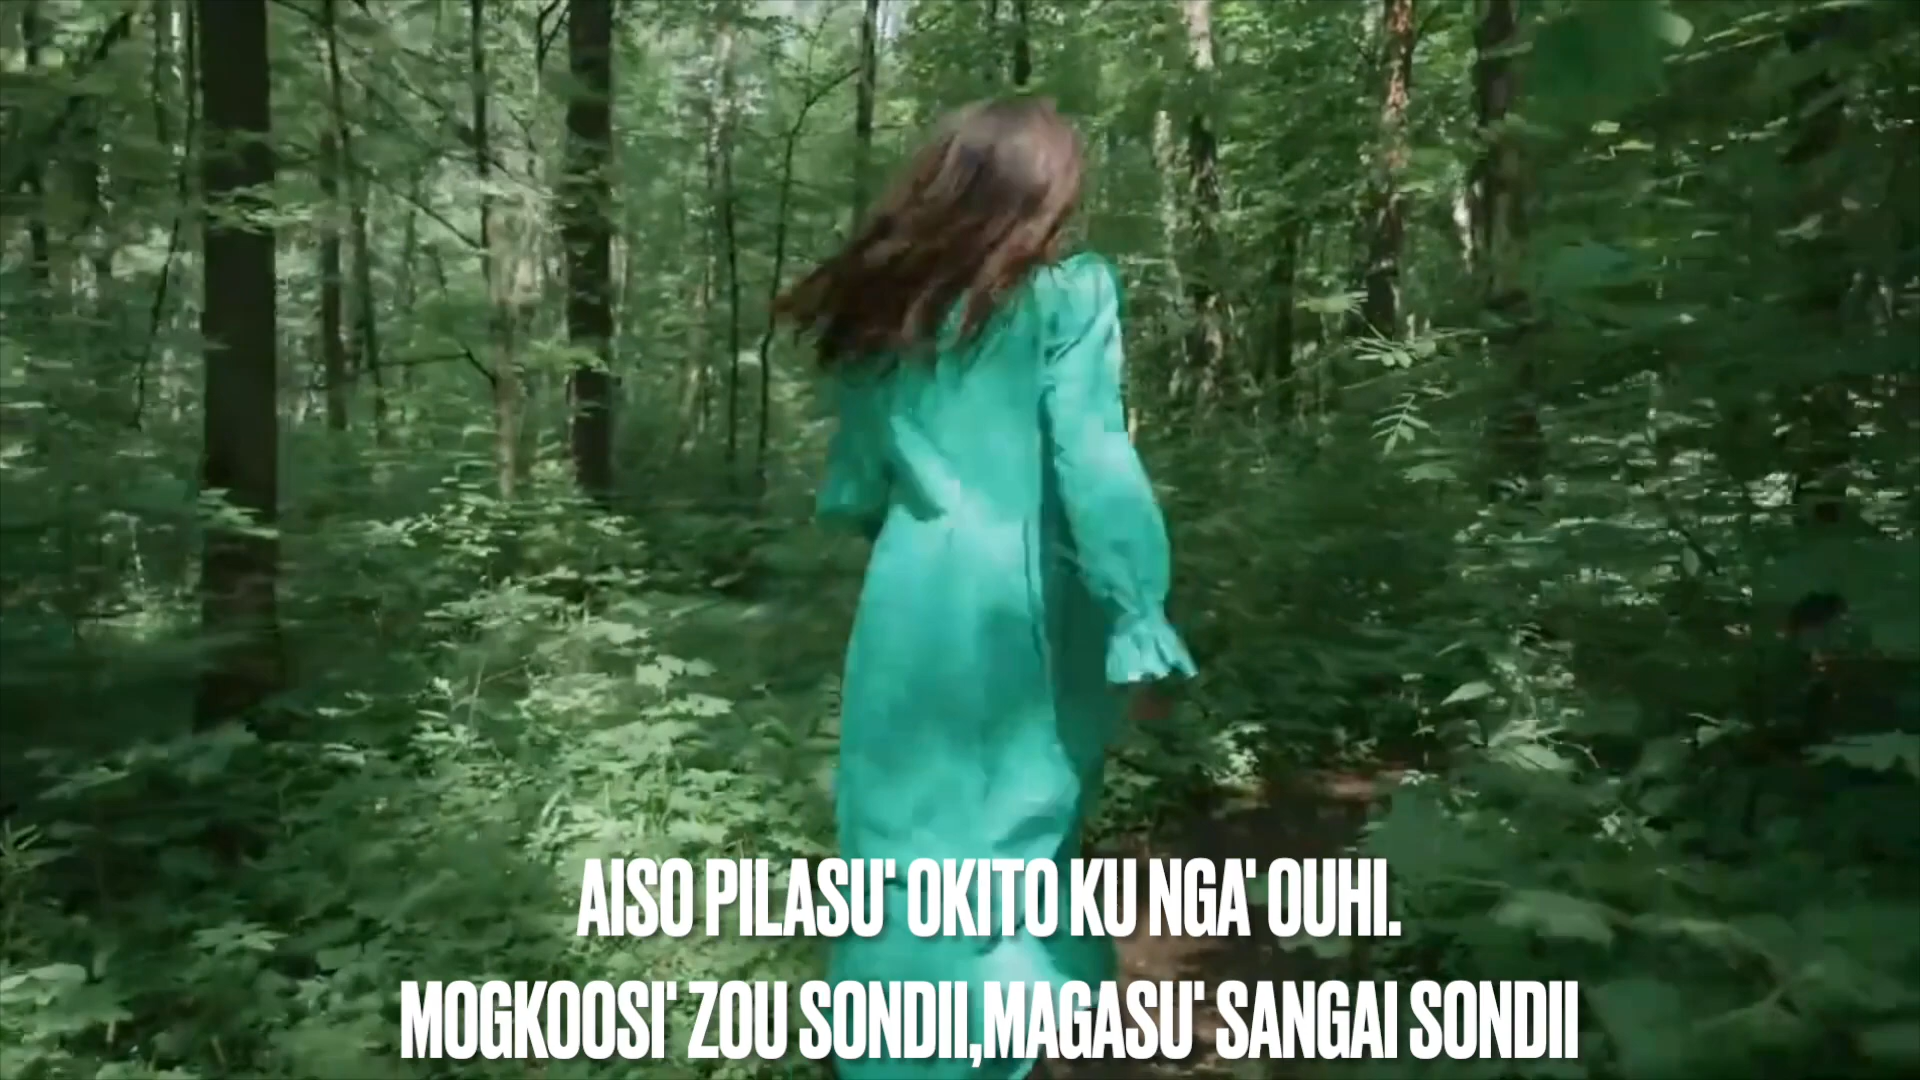 AISO PILASU' OKITO KU NGA' OUHI.
MOGKOOSI' ZOU SONDII,MAGASU' SANGAI SONDII